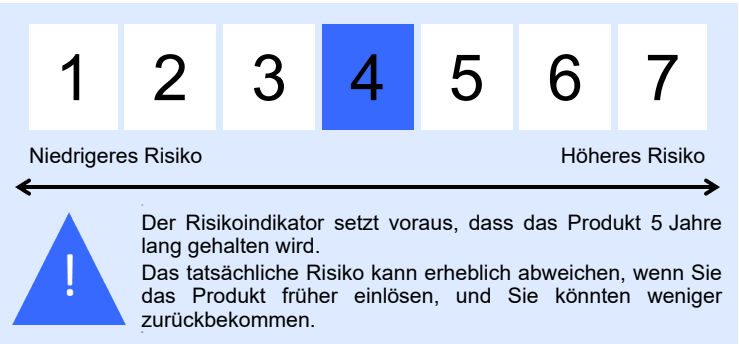 1 2 3 4 5 6 7
Niedrigeres Risiko Höheres Risiko
Der Risikoindikator setzt voraus, dass das Produkt 5 Jahre
lang gehalten wird.
!
Das tatsächliche Risiko kann erheblich abweichen, wenn Sie
das Produkt früher einlösen, und Sie könnten weniger
zurückbekommen.